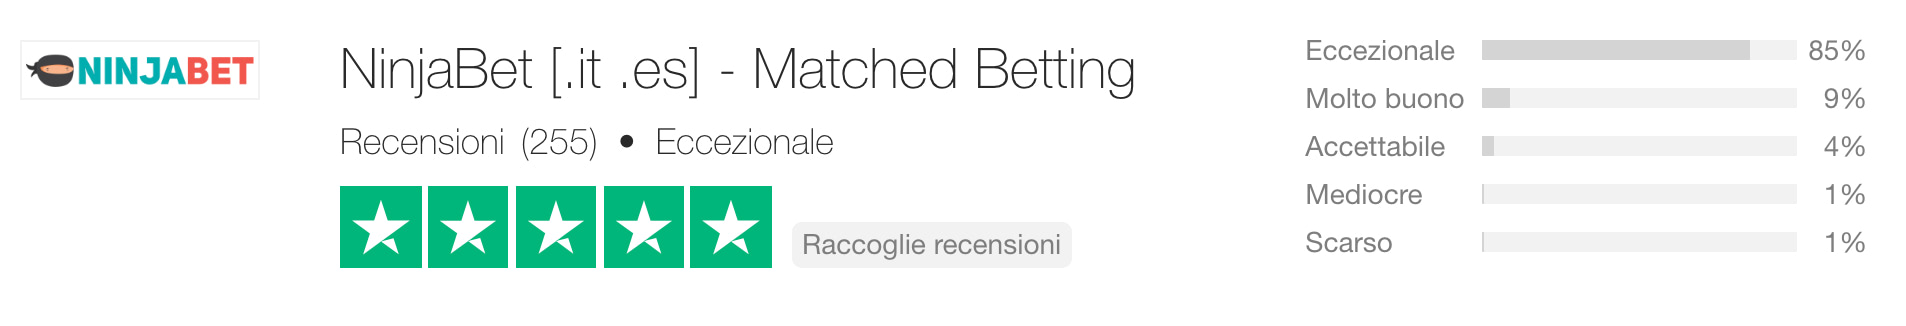 NINJABET
NinjaBet [.it .es] - Matched Betting
Recensioni (255) • Eccezionale
Raccoglie recensioni
Eccezionale 85%
Molto buono 9%
Accettabile 4%
Mediocre 1%
Scarso 1%